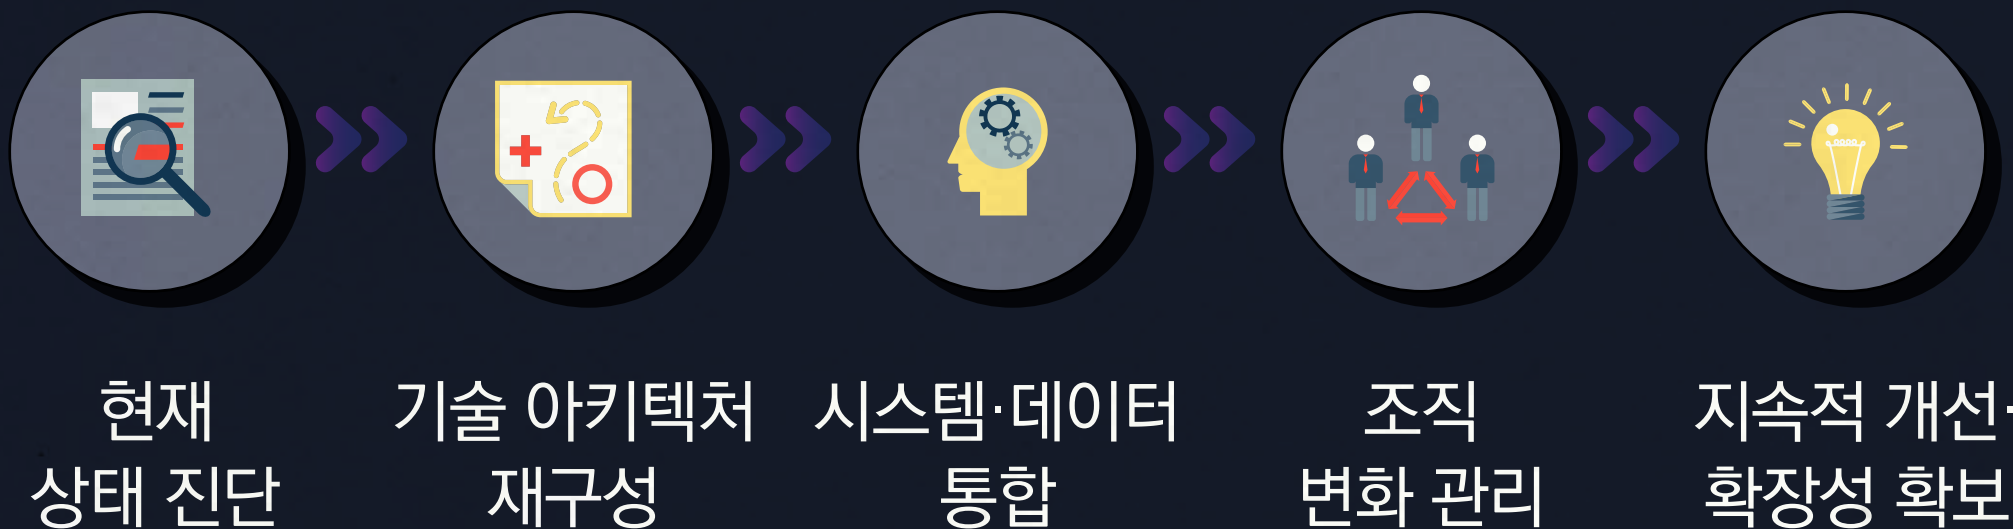 현재
상태 진단
기술 아키텍처
재구성
시스템·데이터
통합
조직
변화 관리
지속적 개선·
확장성 확보